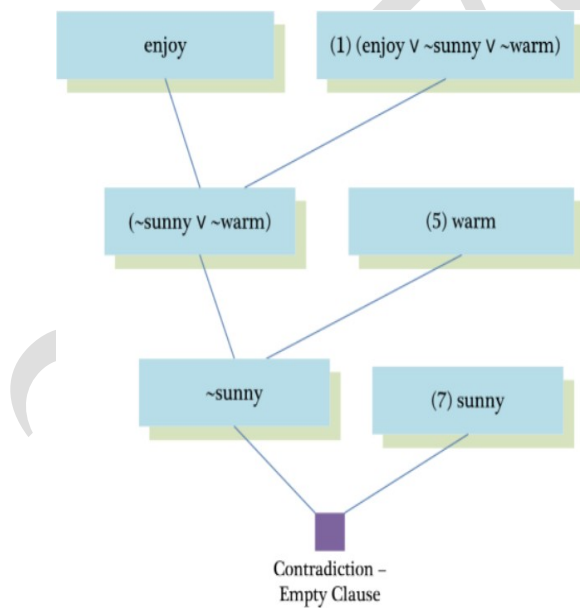 enjoy
(1) (enjoy ∨ ~sunny ∨ ~warm)
(~sunny ∨ ~warm)
(5) warm
~sunny
(7) sunny
Contradiction –
Empty Clause